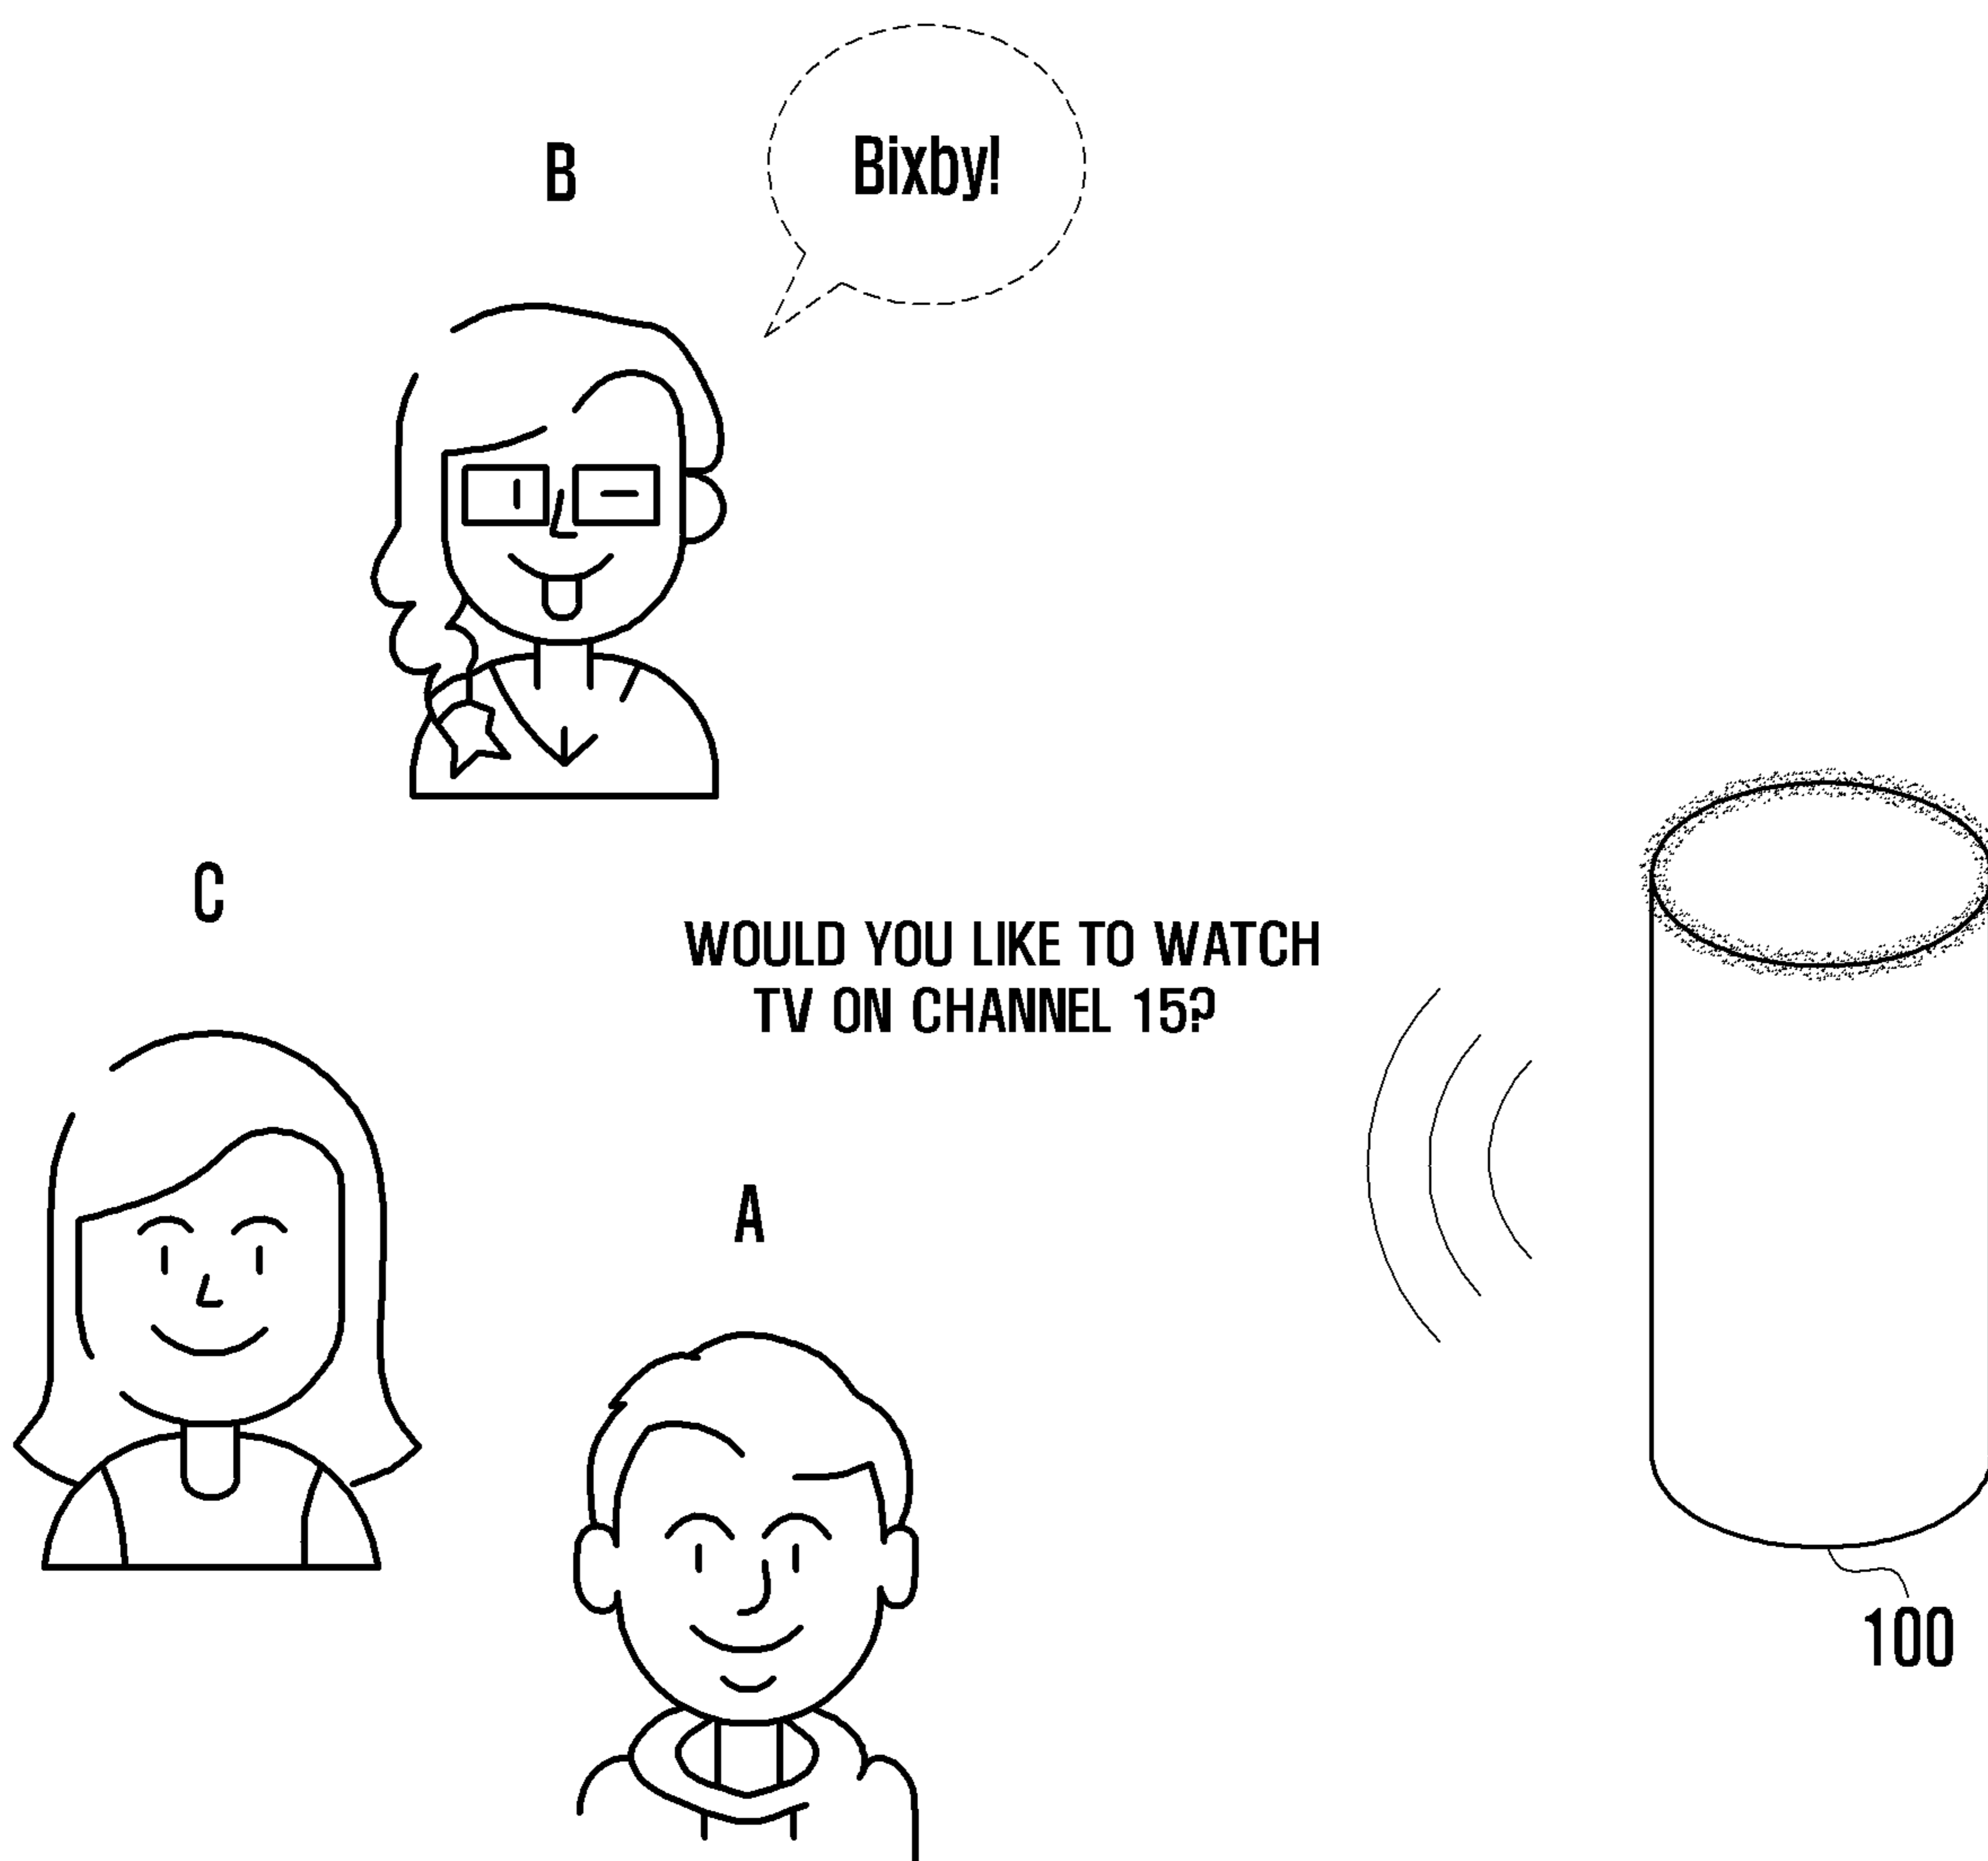 B
Bixby!
C
WOULD YOU LIKE TO WATCH
TV ON CHANNEL 15?
A
100